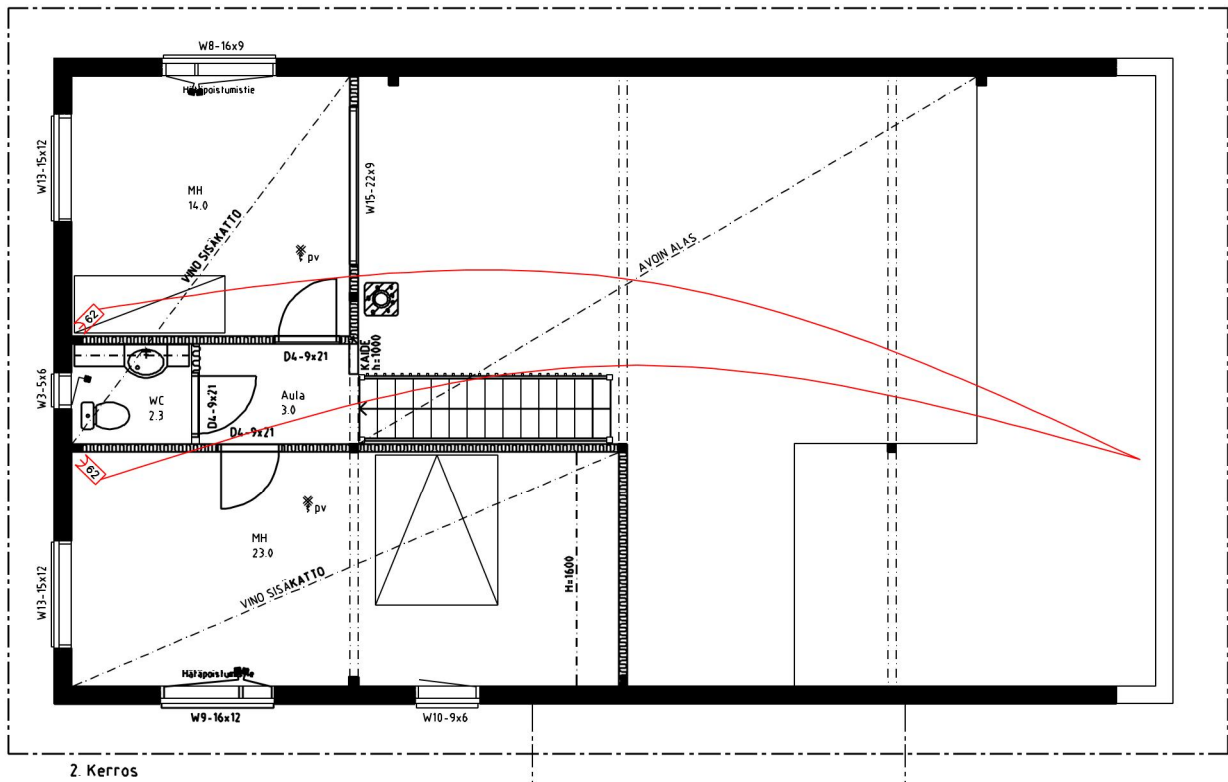 W8-16x9
Hätäpoistumistie
W13-15x12
MH
14.0
VINO SISÄKATTO
W15-22x9
AVOIN ALAS
pv
62
D4-9x21
KAIDE
h=1000
W3-5x6
WC
2.3
D4-9x21
Aula
3.0
D4-9x21
62
pv
MH
23.0
VINO SISÄKATTO
H=1600
W13-15x12
Hätäpoistumistie
W9-16x12
W10-9x6
2. Kerros